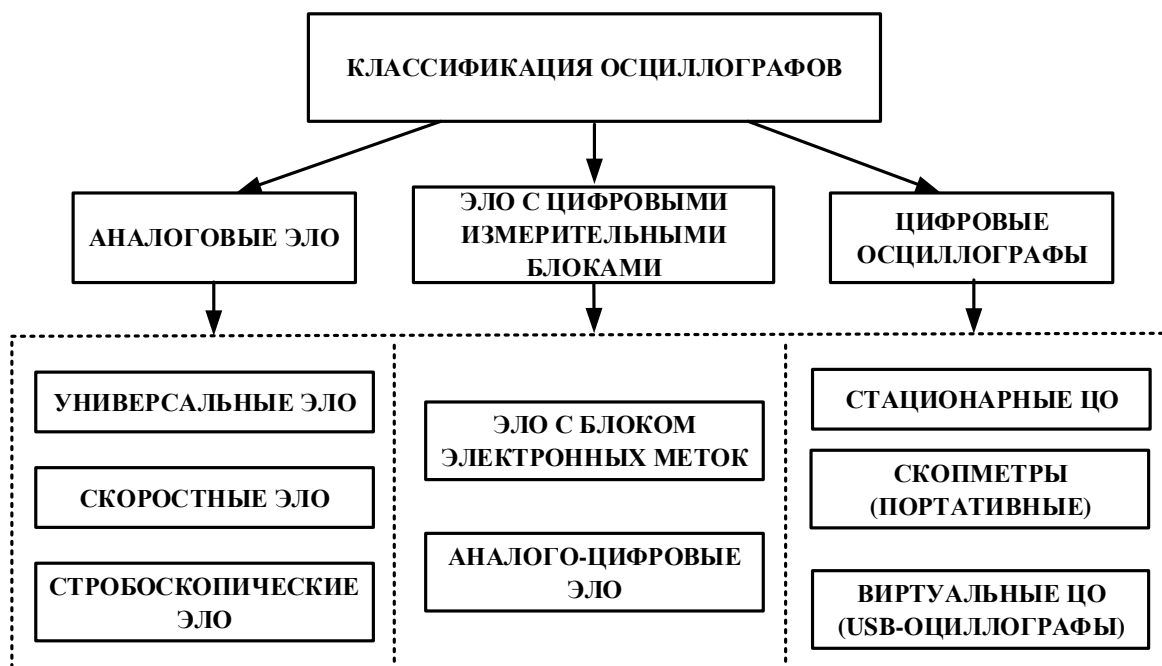 КЛАССИФИКАЦИЯ ОСЦИЛЛОГРАФОВ
АНАЛОГОВЫЕ ЭЛО
ЭЛО С ЦИФРОВЫМИ
ИЗМЕРИТЕЛЬНЫМИ
БЛОКАМИ
ЦИФРОВЫЕ
ОСЦИЛЛОГРАФЫ
УНИВЕРСАЛЬНЫЕ ЭЛО
СКОРОСТНЫЕ ЭЛО
СТРОБОСКОПИЧЕСКИЕ
ЭЛО
ЭЛО С БЛОКОМ
ЭЛЕКТРОННЫХ МЕТОК
АНАЛОГО-ЦИФРОВЫЕ
ЭЛО
СТАЦИОНАРНЫЕ ЦО
СКОПМЕТРЫ
(ПОРТАТИВНЫЕ)
ВИРТУАЛЬНЫЕ ЦО
(USB-ОЦИЛЛОГРАФЫ)